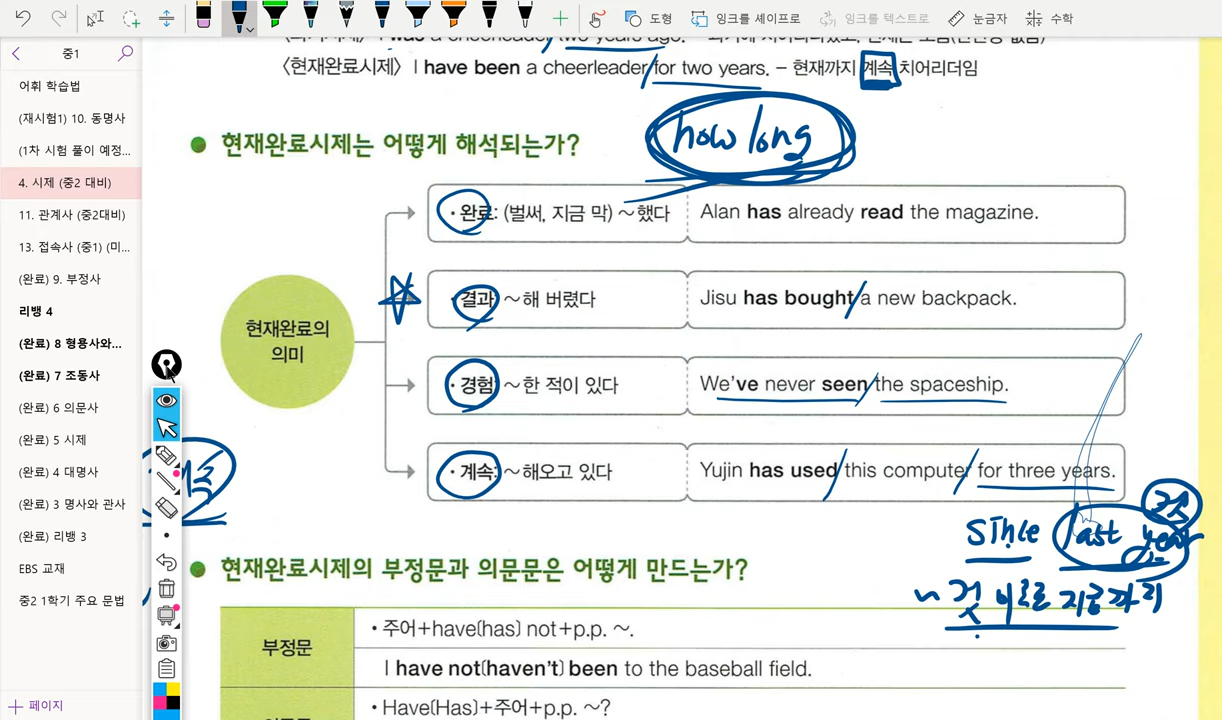 도형
잉크를 셰이프로
잉크를 텍스트로
눈금자
수학
중1
어휘 학습법
(재시험1) 10. 동명사
(1차 시험 풀이 예정...
4. 시제 (중2 대비)
11. 관계사 (중2대비)
13. 접속사 (중1) (미...
(완료) 9. 부정사
리뱅 4
(완료) 8 형용사와...
(완료) 7 조동사
(완료) 6 의문사
(완료) 5 시제
(완료) 4 대명사
(완료) 3 명사와 관사
(완료) 리뱅 3
EBS 교재
중2 1학기 주요 문법
페이지
I was a cheerleader two years ago.
〈현재완료시제〉 I have been a cheerleader for two years. – 현재까지 계속 치어리더임
how long
현재완료시제는 어떻게 해석되는가?
현재완료의
의미
· 완료: (벌써, 지금 막) ~했다
Alan has already read the magazine.
· 결과: ~해 버렸다
Jisu has bought a new backpack.
· 경험: ~한 적이 있다
We've never seen the spaceship.
· 계속: ~해오고 있다
Yujin has used this computer for three years.
since last year
~ 것 이르르 지금까지
현재완료시제의 부정문과 의문문은 어떻게 만드는가?
부정문
• 주어+have(has) not+p.p. ~.
I have not(haven't) been to the baseball field.
• Have(Has)+주어+p.p. ~?